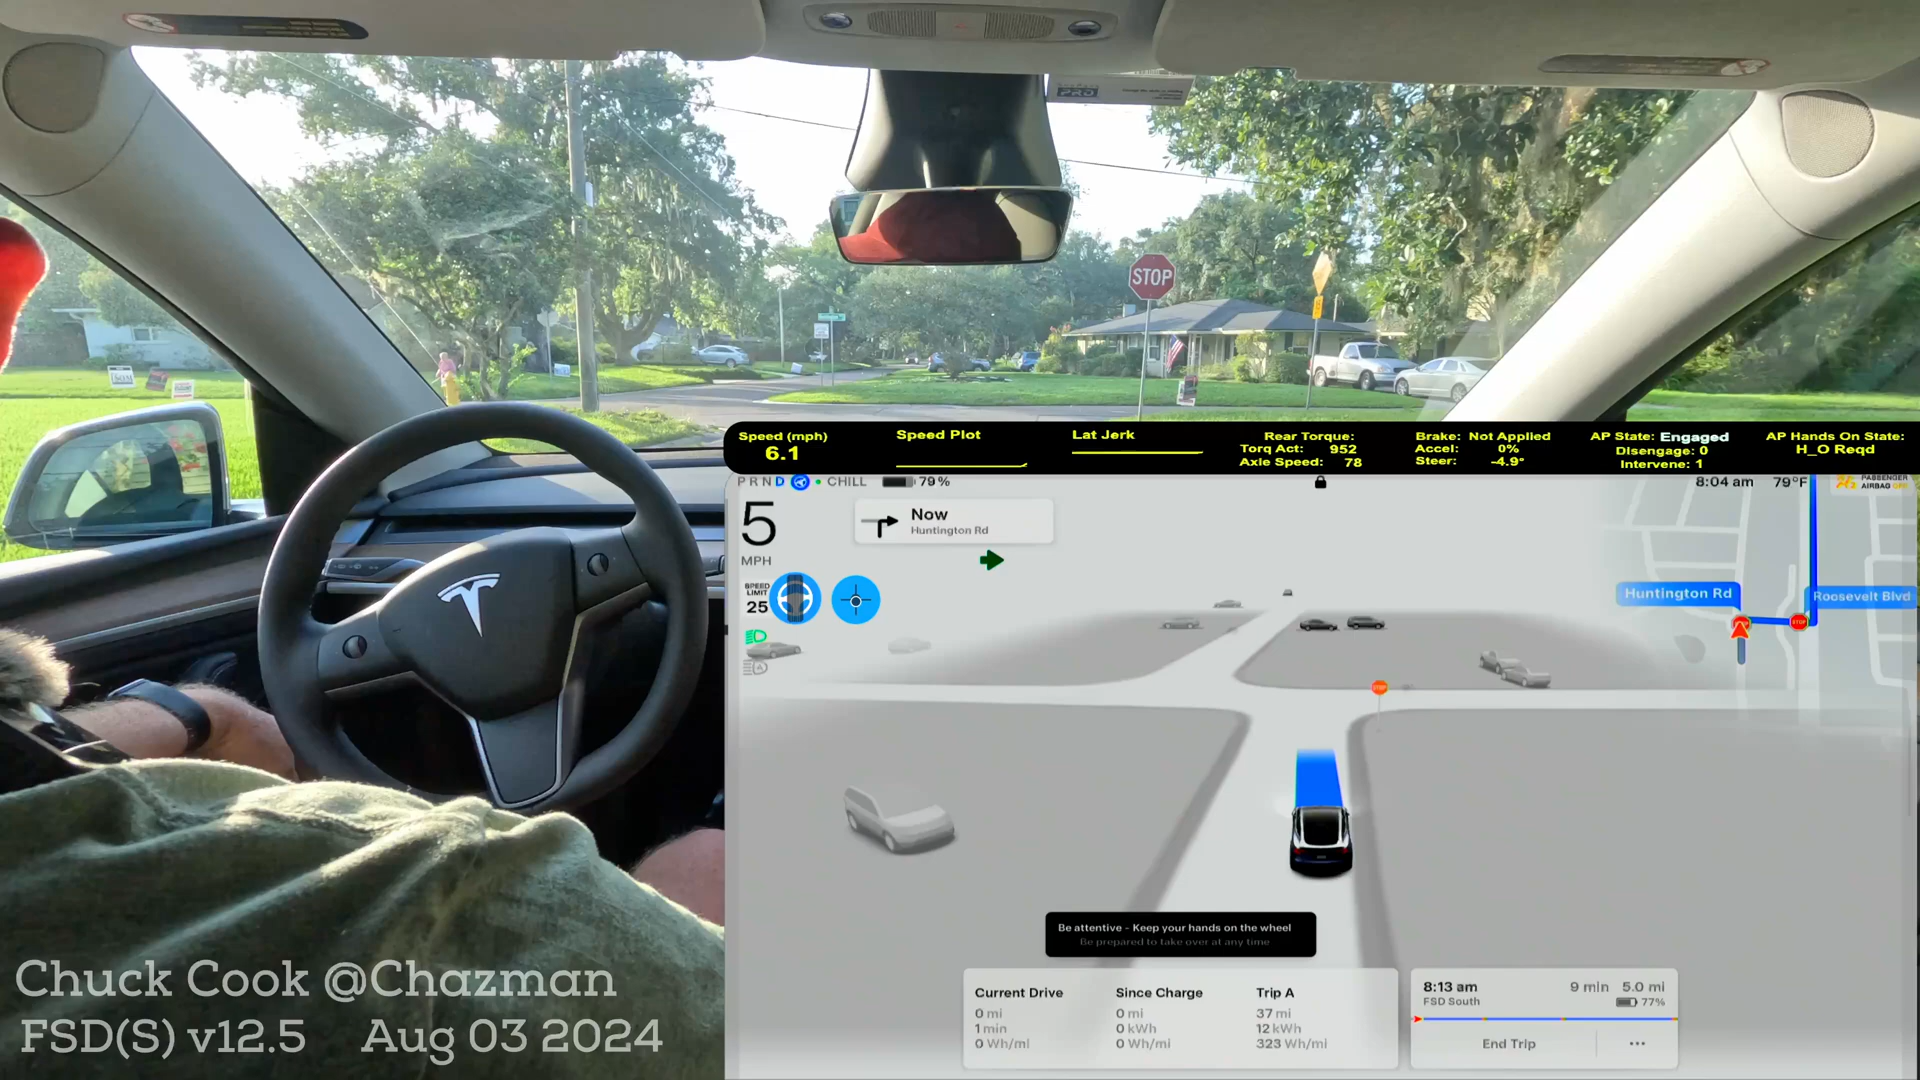 PRO
STOP
Speed (mph)
6.1
Speed Plot
Lat Jerk
Rear Torque:
Torq Act: 952
Axle Speed: 78
Brake: Not Applied
Accel: 0%
Steer: -4.9°
AP State: Engaged
Disengage: 0
Intervene: 1
AP Hands On State:
H_O Reqd
P R N D CHILL 79%
8:04 am 79°F
PASSENGER
AIRBAG OFF
5
MPH
Now
Huntington Rd
SPEED
LIMIT
25
Huntington Rd
Roosevelt Blvd
STOP
STOP
Be attentive - Keep your hands on the wheel
Be prepared to take over at any time
Current Drive
0 mi
1 min
0 Wh/mi
Since Charge
0 mi
0 kWh
0 Wh/mi
Trip A
37 mi
12 kWh
323 Wh/mi
8:13 am 9 min 5.0 mi
FSD South 77%
End Trip ...
Chuck Cook @Chazman
FSD(S) v12.5 Aug 03 2024